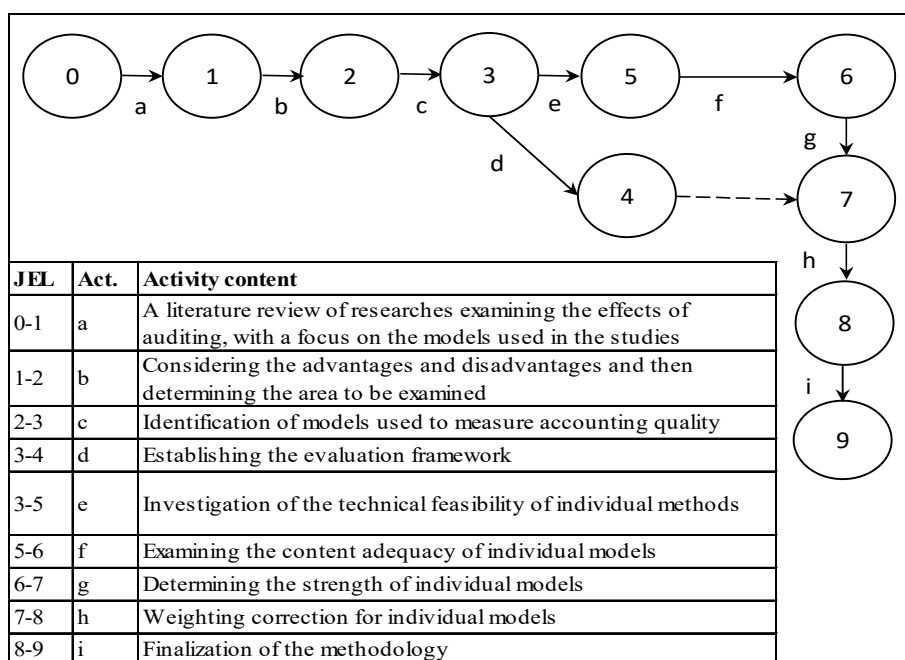 0 1 2 3 5 6
a b c e f
d g
4 7
h
8
i
9
JEL Act. Activity content
0-1 a A literature review of researches examining the effects of
auditing, with a focus on the models used in the studies
1-2 b Considering the advantages and disadvantages and then
determining the area to be examined
2-3 c Identification of models used to measure accounting quality
3-4 d Establishing the evaluation framework
3-5 e Investigation of the technical feasibility of individual methods
5-6 f Examining the content adequacy of individual models
6-7 g Determining the strength of individual models
7-8 h Weighting correction for individual models
8-9 i Finalization of the methodology